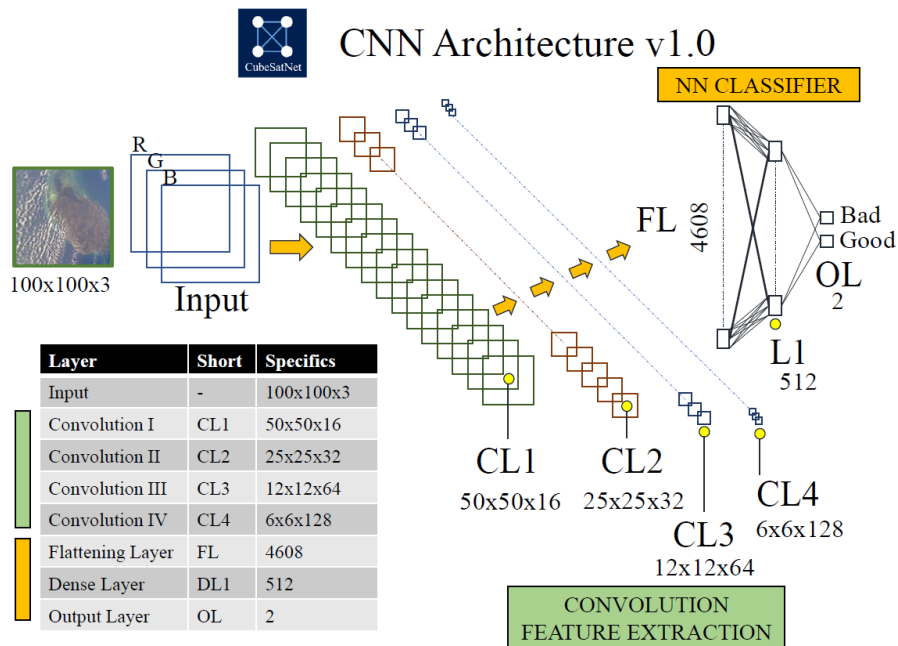 CubeSatNet
CNN Architecture v1.0
NN CLASSIFIER
R
G
B
100x100x3
Input
FL
4608
Bad
Good
OL
2
L1
512
CL1
50x50x16
CL2
25x25x32
CL3
12x12x64
CL4
6x6x128
CONVOLUTION
FEATURE EXTRACTION
Layer Short Specifics
Input - 100x100x3
Convolution I CL1 50x50x16
Convolution II CL2 25x25x32
Convolution III CL3 12x12x64
Convolution IV CL4 6x6x128
Flattening Layer FL 4608
Dense Layer DL1 512
Output Layer OL 2